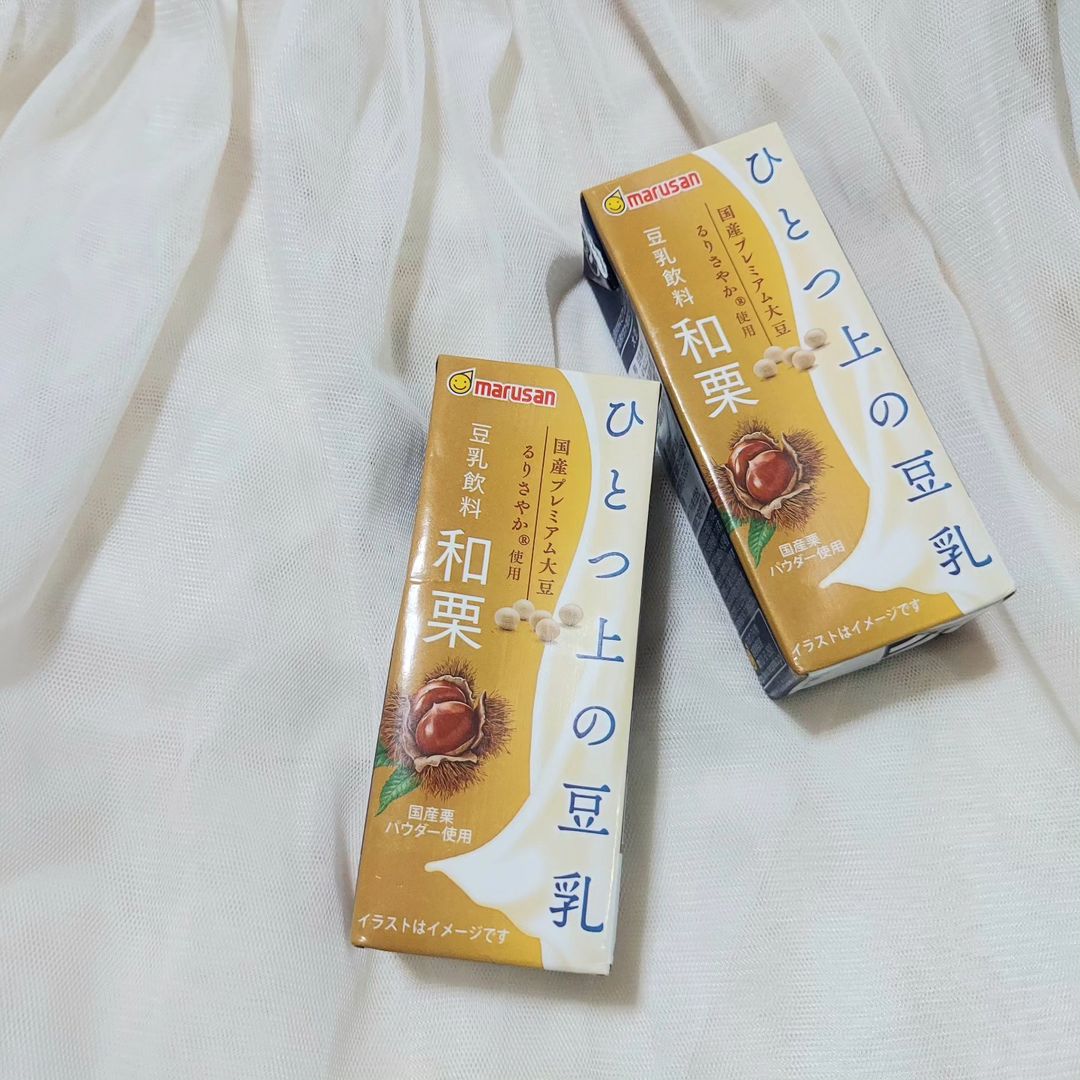 marusan
ひとつ上の豆乳
国産プレミアム大豆
るりさやか®使用
豆乳飲料
和栗
国産栗
パウダー使用
イラストはイメージです
marusan
ひとつ上の豆乳
国産プレミアム大豆
るりさやか®使用
豆乳飲料
和栗
国産栗
パウダー使用
イラストはイメージです